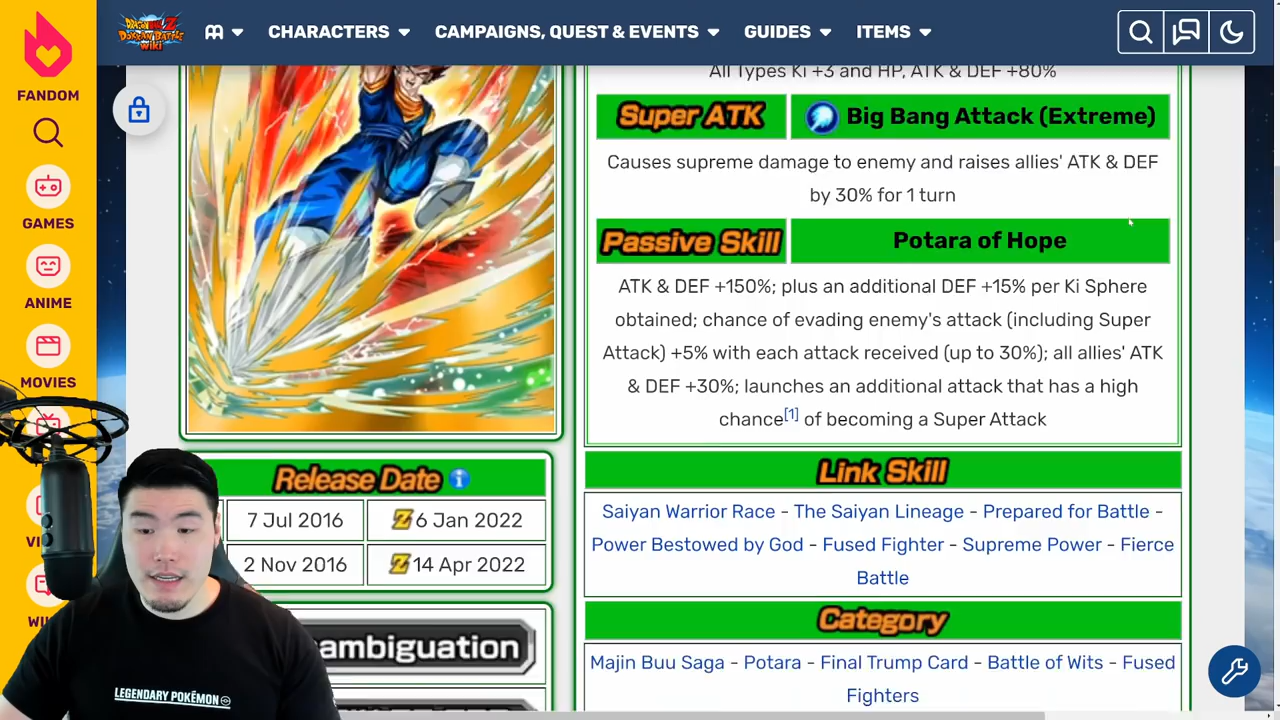 FANDOM
GAMES
ANIME
MOVIES
DRAGON BALL Z
DOKKAN BATTLE
WIKI
CHARACTERS
CAMPAIGNS, QUEST & EVENTS
GUIDES
ITEMS
All Types Ki +3 and HP, ATK & DEF +80%
Super ATK
Big Bang Attack (Extreme)
Causes supreme damage to enemy and raises allies' ATK & DEF
by 30% for 1 turn
Passive Skill
Potara of Hope
ATK & DEF +150%; plus an additional DEF +15% per Ki Sphere
obtained; chance of evading enemy's attack (including Super
Attack) +5% with each attack received (up to 30%); all allies' ATK
& DEF +30%; launches an additional attack that has a high
chance[1] of becoming a Super Attack
Link Skill
Saiyan Warrior Race - The Saiyan Lineage - Prepared for Battle -
Power Bestowed by God - Fused Fighter - Supreme Power - Fierce
Battle
Category
Majin Buu Saga - Potara - Final Trump Card - Battle of Wits - Fused
Fighters
Release Date
7 Jul 2016
Z 6 Jan 2022
2 Nov 2016
Z 14 Apr 2022
ambiguation
LEGENDARY POKÉMON